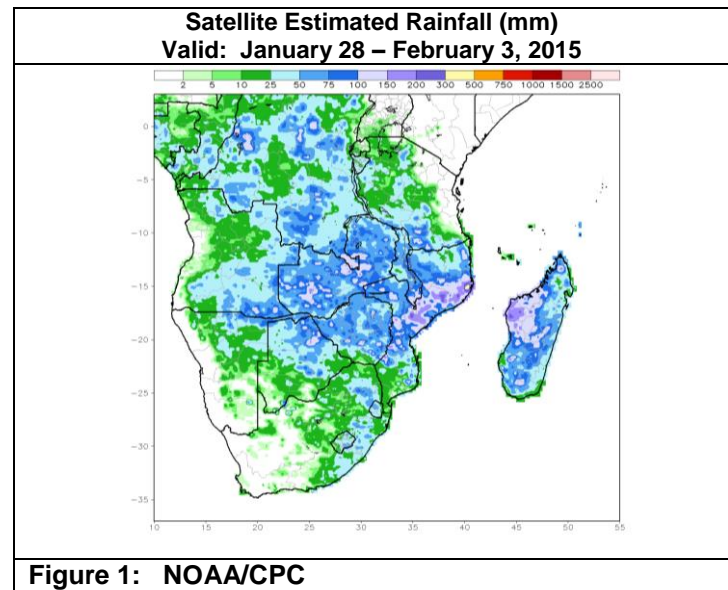 Satellite Estimated Rainfall (mm)
Valid: January 28 – February 3, 2015
2 5 10 25 50 75 100 150 200 300 500 750 1000 1500 2500
0
-5
-10
-15
-20
-25
-30
-35
10 15 20 25 30 35 40 45 50 55
Figure 1: NOAA/CPC